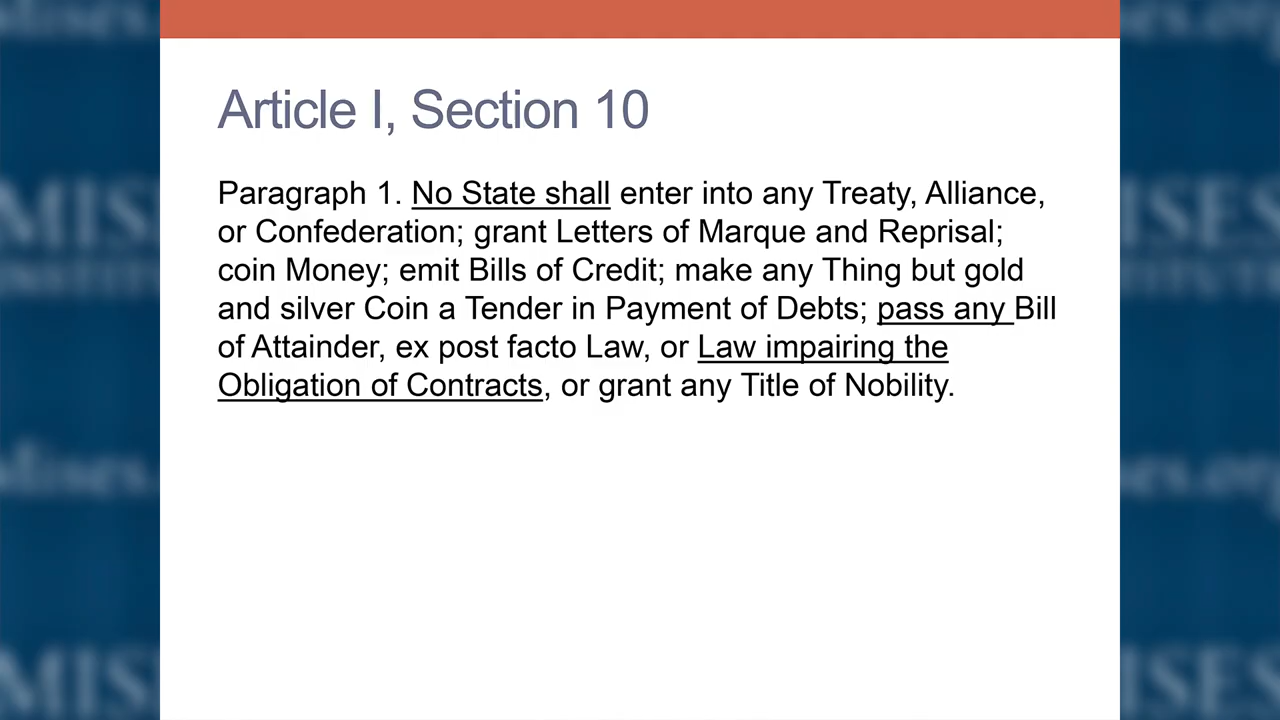 Article I, Section 10
Paragraph 1. No State shall enter into any Treaty, Alliance,
or Confederation; grant Letters of Marque and Reprisal;
coin Money; emit Bills of Credit; make any Thing but gold
and silver Coin a Tender in Payment of Debts; pass any Bill
of Attainder, ex post facto Law, or Law impairing the
Obligation of Contracts, or grant any Title of Nobility.